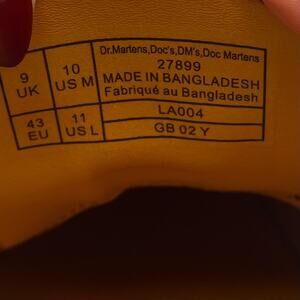 9 UK
10 US M
43 EU
11 US L
Dr.Martens,Doc's,DM's,Doc Martens
27899
MADE IN BANGLADESH
Fabriqué au Bangladesh
LA004
GB 02 Y